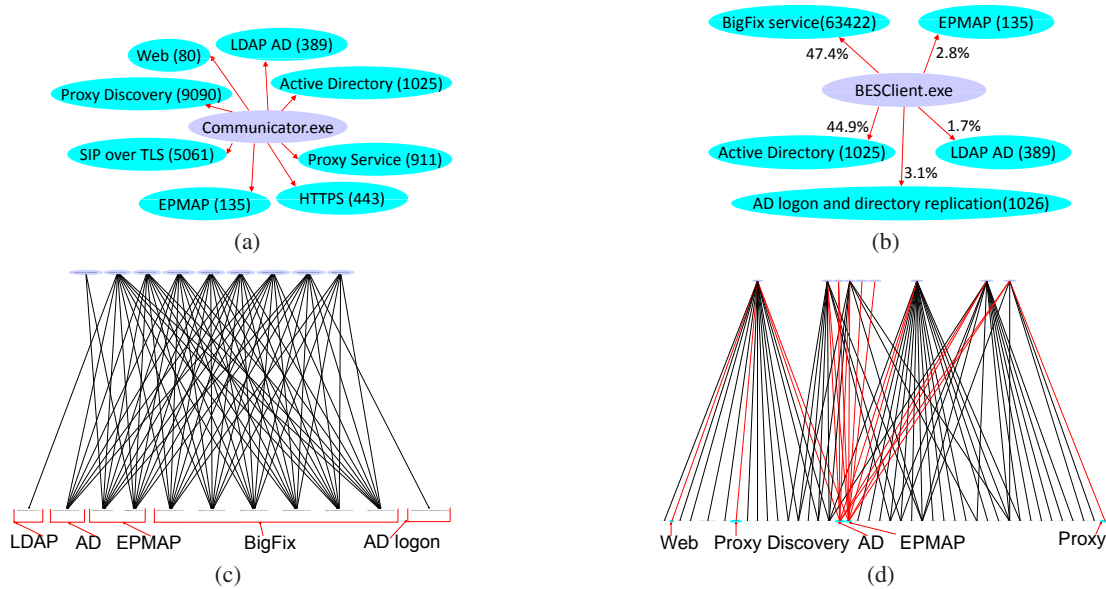 LDAP AD (389)
Web (80)
Active Directory (1025)
Proxy Discovery (9090)
Communicator.exe
SIP over TLS (5061)
Proxy Service (911)
EPMAP (135)
HTTPS (443)
(a)
BigFix service(63422)
EPMAP (135)
47.4%
2.8%
BESClient.exe
44.9%
1.7%
Active Directory (1025)
LDAP AD (389)
3.1%
AD logon and directory replication(1026)
(b)
LDAP AD EPMAP BigFix AD logon
(c)
Web Proxy Discovery AD EPMAP Proxy
(d)